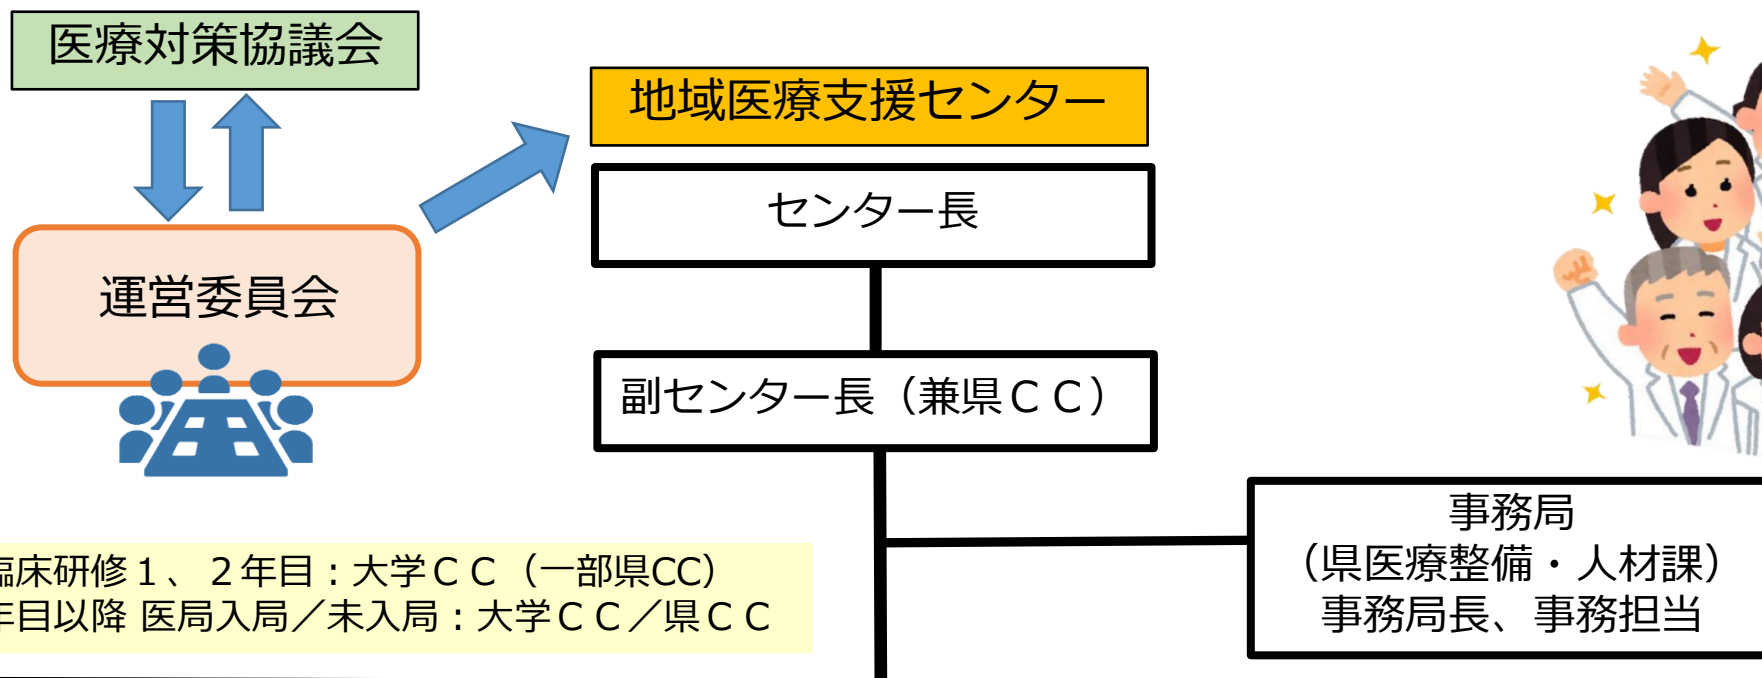 医療対策協議会
地域医療支援センター
センター長
運営委員会
副センター長（兼県ＣＣ）
臨床研修１、２年目：大学ＣＣ（一部県CC）
年目以降 医局入局／未入局：大学ＣＣ／県ＣＣ
事務局
（県医療整備・人材課）
事務局長、事務担当